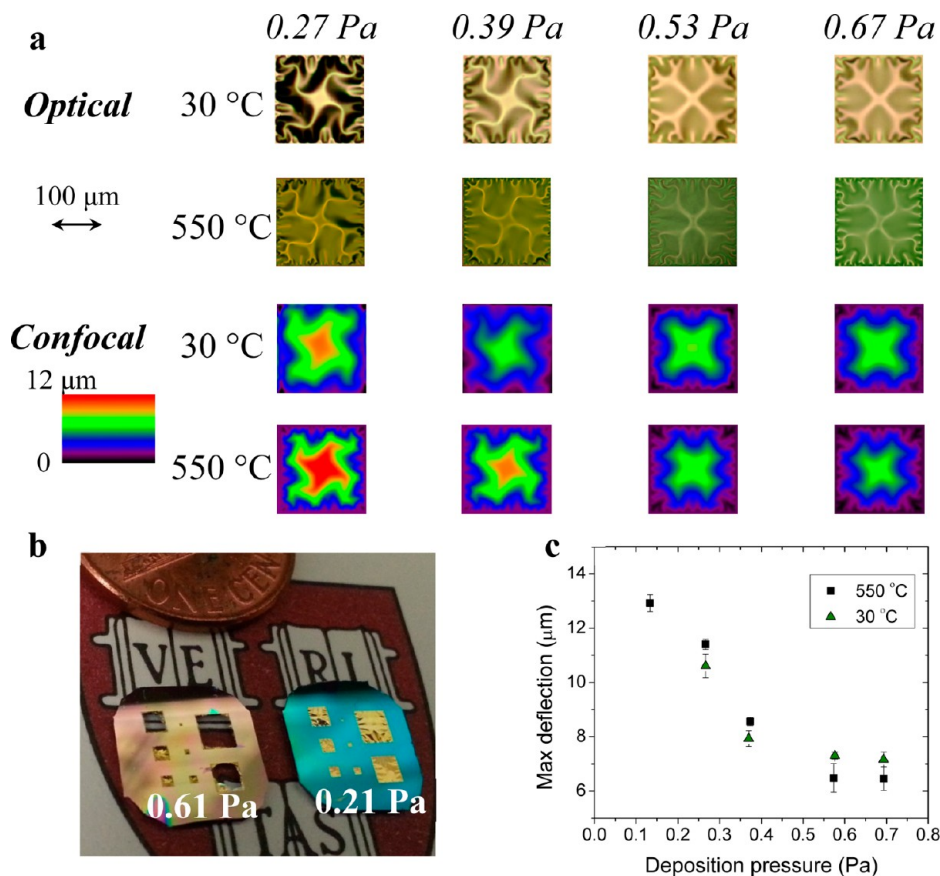 a
0.27 Pa 0.39 Pa 0.53 Pa 0.67 Pa
Optical
30 °C
100 μm
550 °C
Confocal
30 °C
12 μm
0
550 °C
b
ONE CEN
VE RI
TAS
0.61 Pa 0.21 Pa
c
550 °C
30 °C
Max deflection (μm)
14
12
10
8
6
0.0 0.1 0.2 0.3 0.4 0.5 0.6 0.7 0.8
Deposition pressure (Pa)